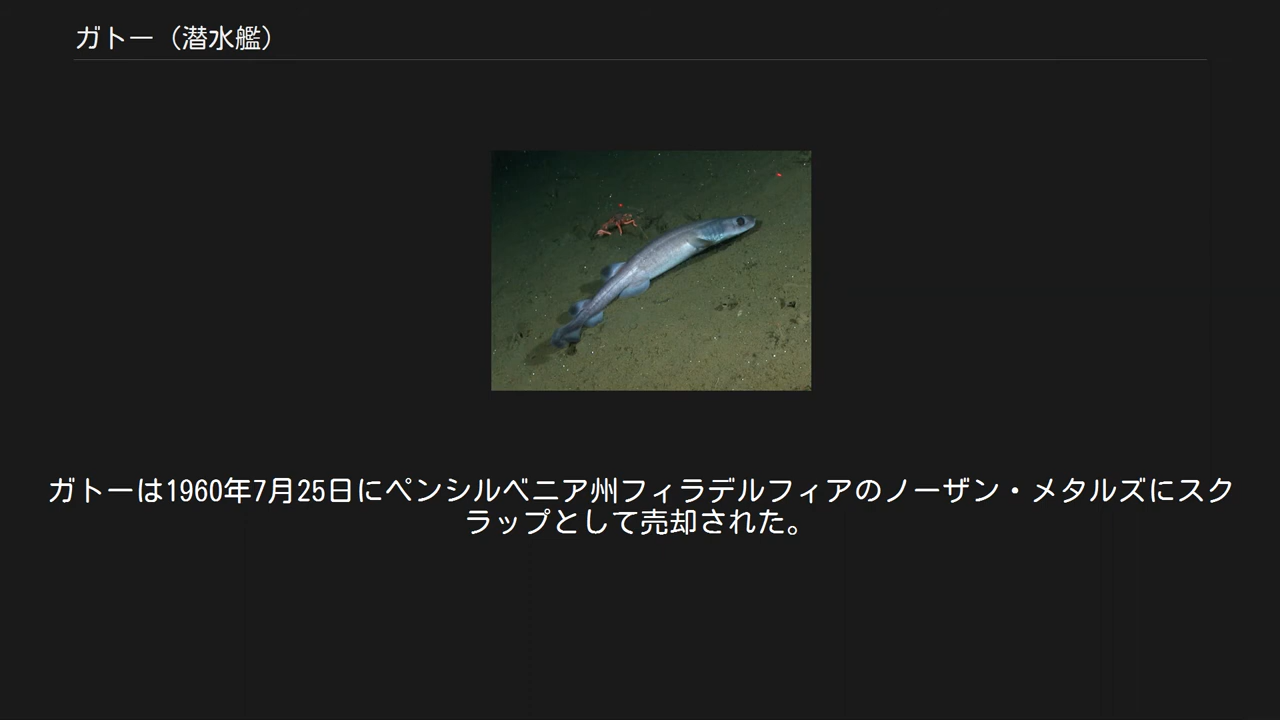 ガトー（潜水艦）
ガトーは1960年7月25日にペンシルベニア州フィラデルフィアのノーザン・メタルズにスク
ラップとして売却された。